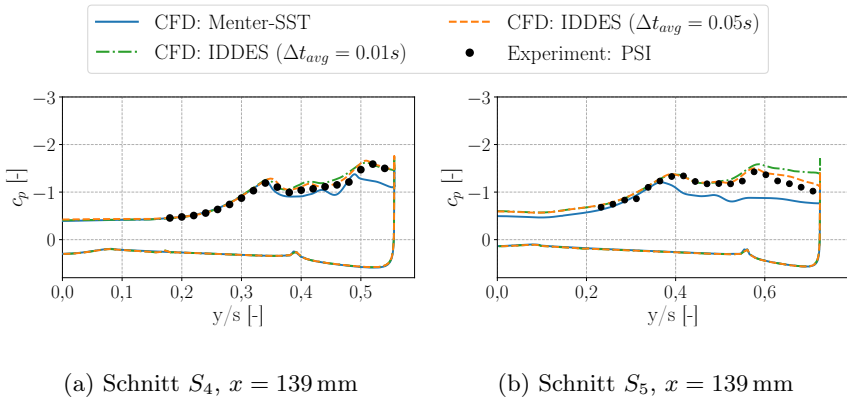 CFD: Menter-SST
CFD: IDDES (Δt_avg = 0.01s)
CFD: IDDES (Δt_avg = 0.05s)
Experiment: PSI
−3
−2
−1
0
c_p [-]
0,0 0,1 0,2 0,3 0,4 0,5
y/s [-]
−3
−2
−1
0
c_p [-]
0,0 0,2 0,4 0,6
y/s [-]
(a) Schnitt S_4, x = 139 mm
(b) Schnitt S_5, x = 139 mm